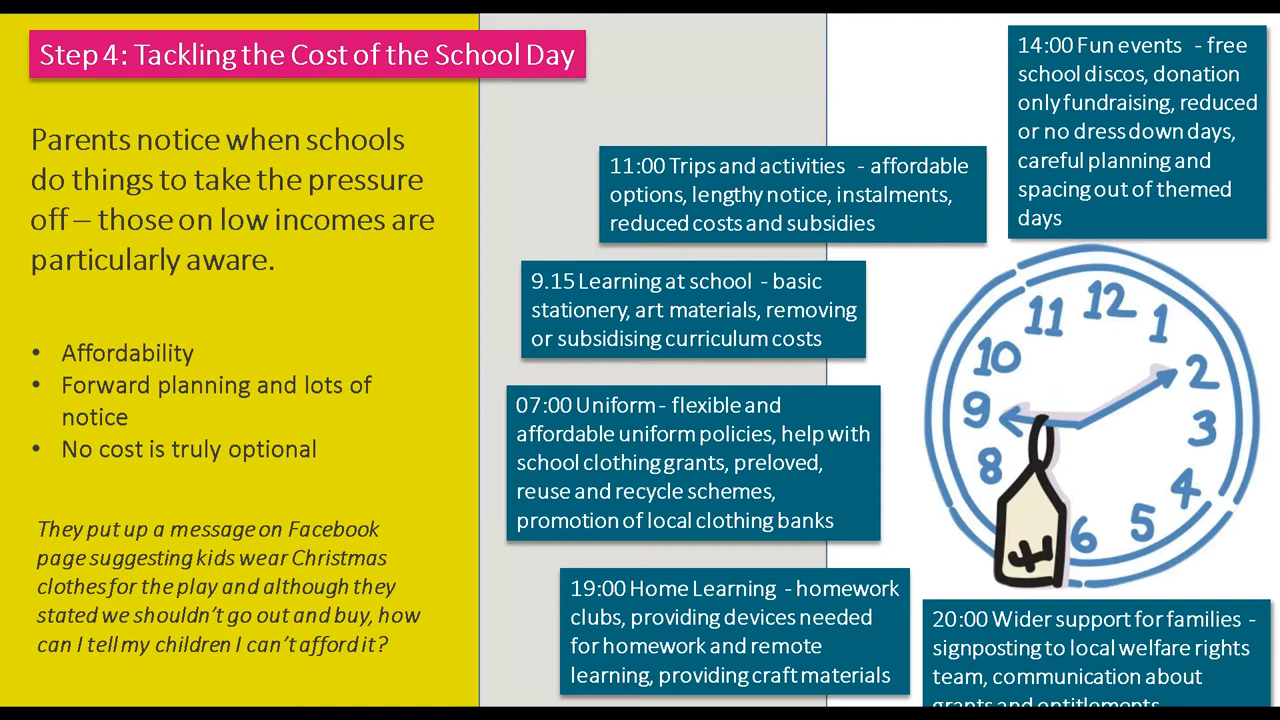 Step 4: Tackling the Cost of the School Day
Parents notice when schools
do things to take the pressure
off – those on low incomes are
particularly aware.
• Affordability
• Forward planning and lots of
notice
• No cost is truly optional
They put up a message on Facebook
page suggesting kids wear Christmas
clothes for the play and although they
stated we shouldn't go out and buy, how
can I tell my children I can't afford it?
07:00 Uniform - flexible and
affordable uniform policies, help with
school clothing grants, preloved,
reuse and recycle schemes,
promotion of local clothing banks
9.15 Learning at school - basic
stationery, art materials, removing
or subsidising curriculum costs
11:00 Trips and activities - affordable
options, lengthy notice, instalments,
reduced costs and subsidies
14:00 Fun events - free
school discos, donation
only fundraising, reduced
or no dress down days,
careful planning and
spacing out of themed
days
19:00 Home Learning - homework
clubs, providing devices needed
for homework and remote
learning, providing craft materials
20:00 Wider support for families -
signposting to local welfare rights
team, communication about
grants and entitlements
12
1
2
3
4
5
6
8
9
10
11
£